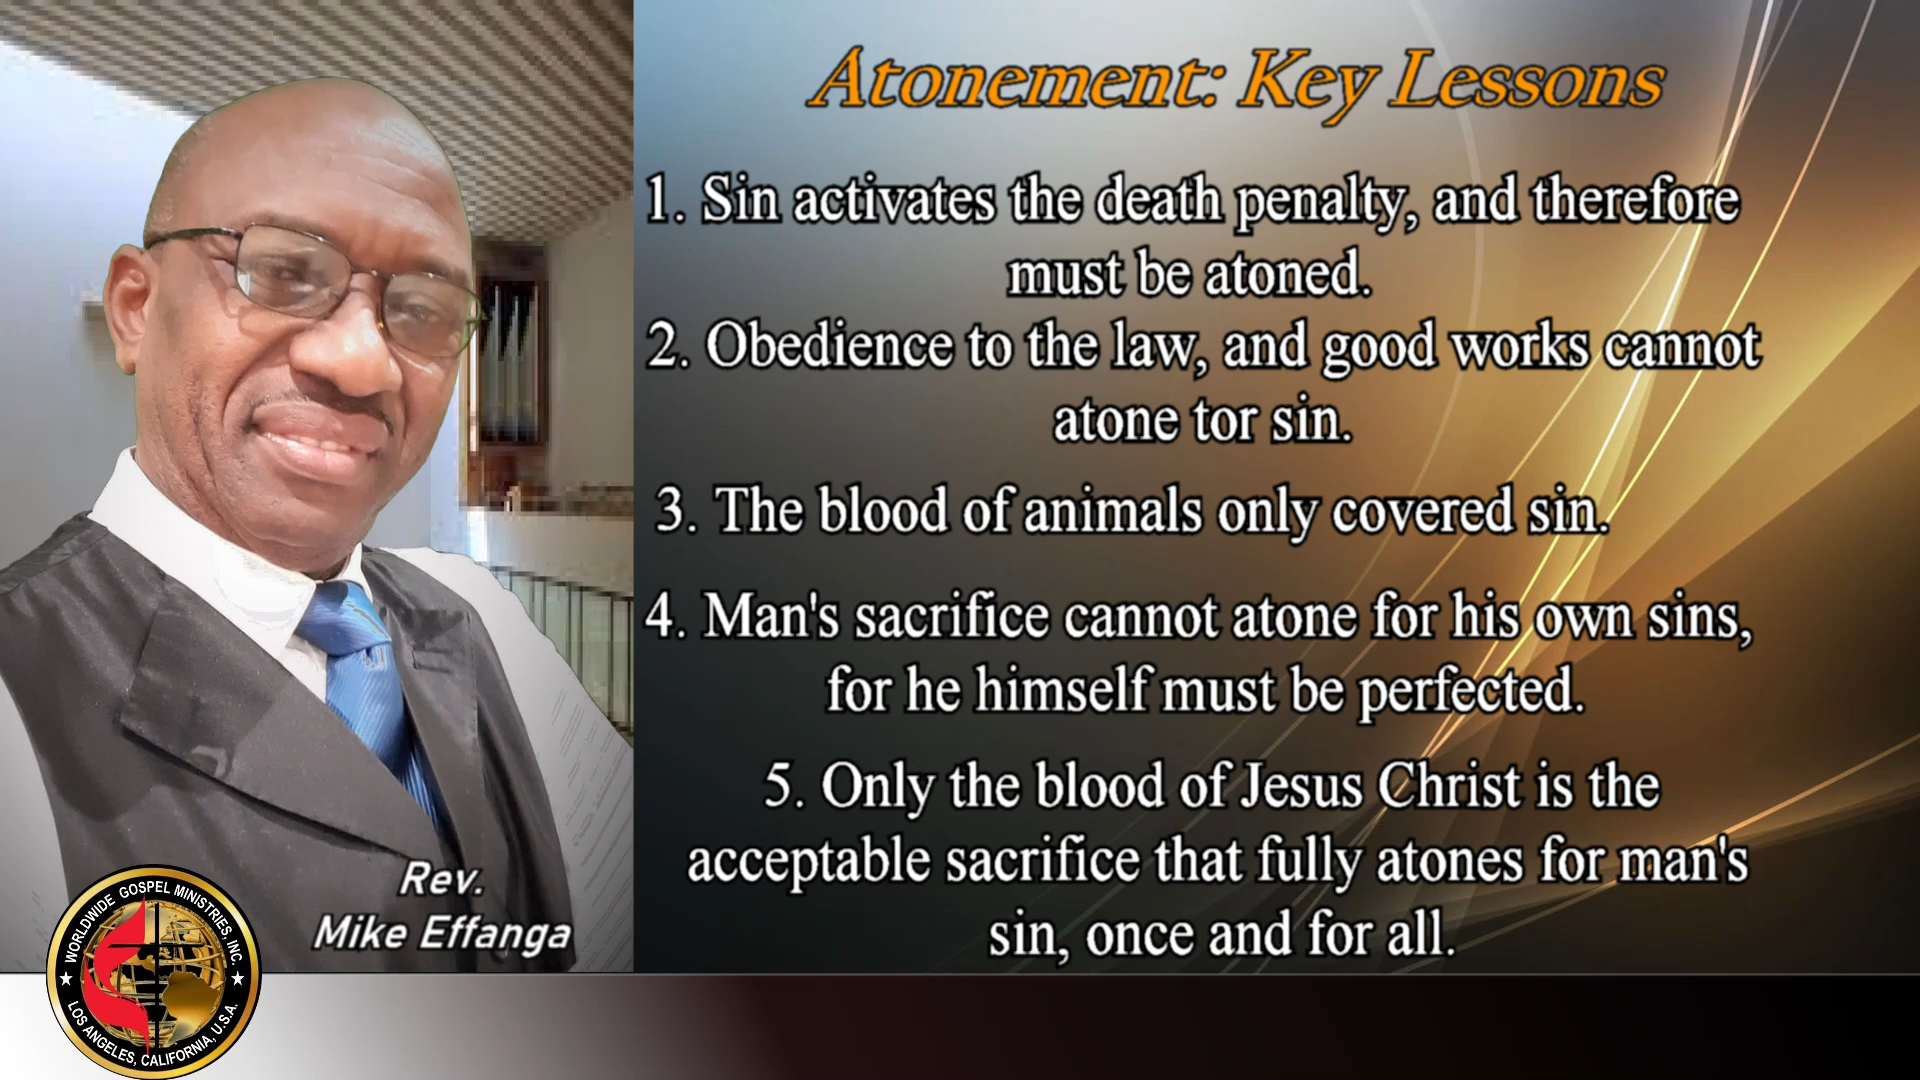 Atonement: Key Lessons
1. Sin activates the death penalty, and therefore
must be atoned.
2. Obedience to the law, and good works cannot
atone tor sin.
3. The blood of animals only covered sin.
4. Man's sacrifice cannot atone for his own sins,
for he himself must be perfected.
5. Only the blood of Jesus Christ is the
acceptable sacrifice that fully atones for man's
sin, once and for all.
Rev.
Mike Effanga
WORLDWIDE GOSPEL MINISTRIES, INC.
LOS ANGELES, CALIFORNIA, U.S.A.